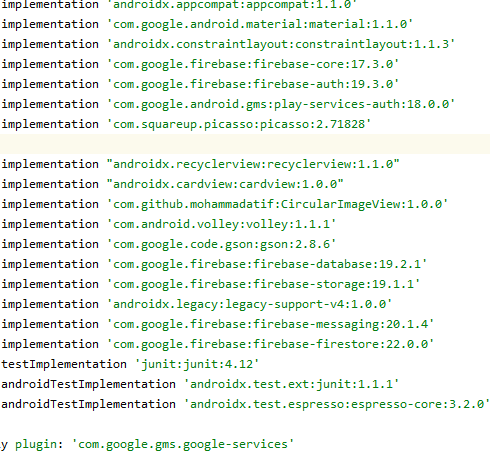 implementation 'androidx.appcompat:appcompat:1.1.0'
implementation 'com.google.android.material:material:1.1.0'
implementation 'androidx.constraintlayout:constraintlayout:1.1.3'
implementation 'com.google.firebase:firebase-core:17.3.0'
implementation 'com.google.firebase:firebase-auth:19.3.0'
implementation 'com.google.android.gms:play-services-auth:18.0.0'
implementation 'com.squareup.picasso:picasso:2.71828'
implementation "androidx.recyclerview:recyclerview:1.1.0"
implementation "androidx.cardview:cardview:1.0.0"
implementation 'com.github.mohammadatif:CircularImageView:1.0.0'
implementation 'com.android.volley:volley:1.1.1'
implementation 'com.google.code.gson:gson:2.8.6'
implementation 'com.google.firebase:firebase-database:19.2.1'
implementation 'com.google.firebase:firebase-storage:19.1.1'
implementation 'androidx.legacy:legacy-support-v4:1.0.0'
implementation 'com.google.firebase:firebase-messaging:20.1.4'
implementation 'com.google.firebase:firebase-firestore:22.0.0'
testImplementation 'junit:junit:4.12'
androidTestImplementation 'androidx.test.ext:junit:1.1.1'
androidTestImplementation 'androidx.test.espresso:espresso-core:3.2.0'
y plugin: 'com.google.gms.google-services'